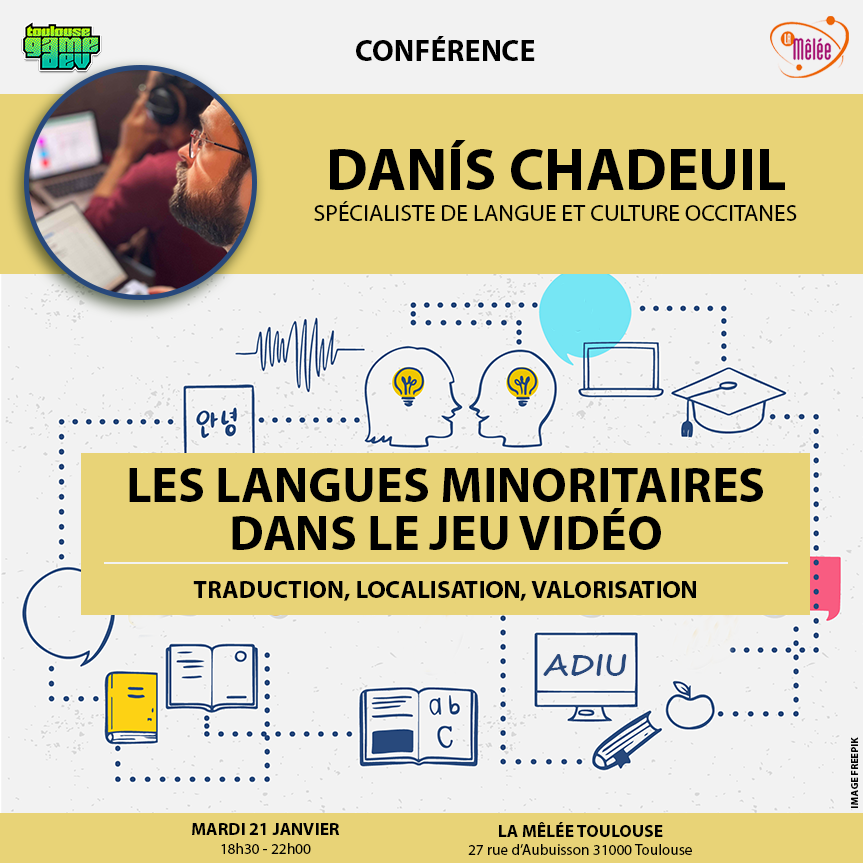 toulouse
game
dev
CONFÉRENCE
La
Mêlée
DANÍS CHADEUIL
SPÉCIALISTE DE LANGUE ET CULTURE OCCITANES
안녕
LES LANGUES MINORITAIRES
DANS LE JEU VIDÉO
TRADUCTION, LOCALISATION, VALORISATION
ADIU
ab
C
IMAGE FREEPIK
MARDI 21 JANVIER
18h30 - 22h00
LA MÊLÉE TOULOUSE
27 rue d'Aubuisson 31000 Toulouse